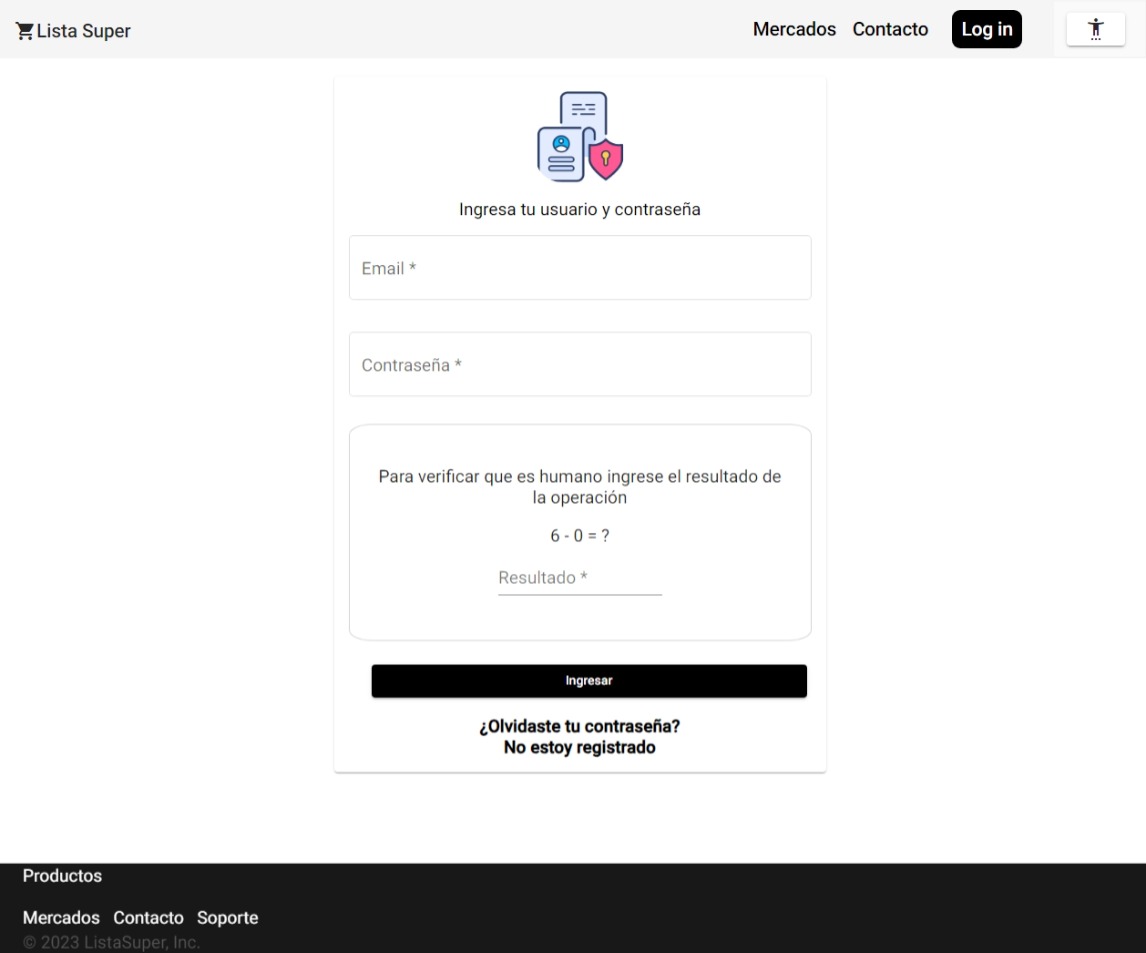 Lista Super
Mercados Contacto Log in
Ingresa tu usuario y contraseña
Email *
Contraseña *
Para verificar que es humano ingrese el resultado de
la operación
6 - 0 = ?
Resultado *
Ingresar
¿Olvidaste tu contraseña?
No estoy registrado
Productos
Mercados Contacto Soporte
© 2023 ListaSuper, Inc.